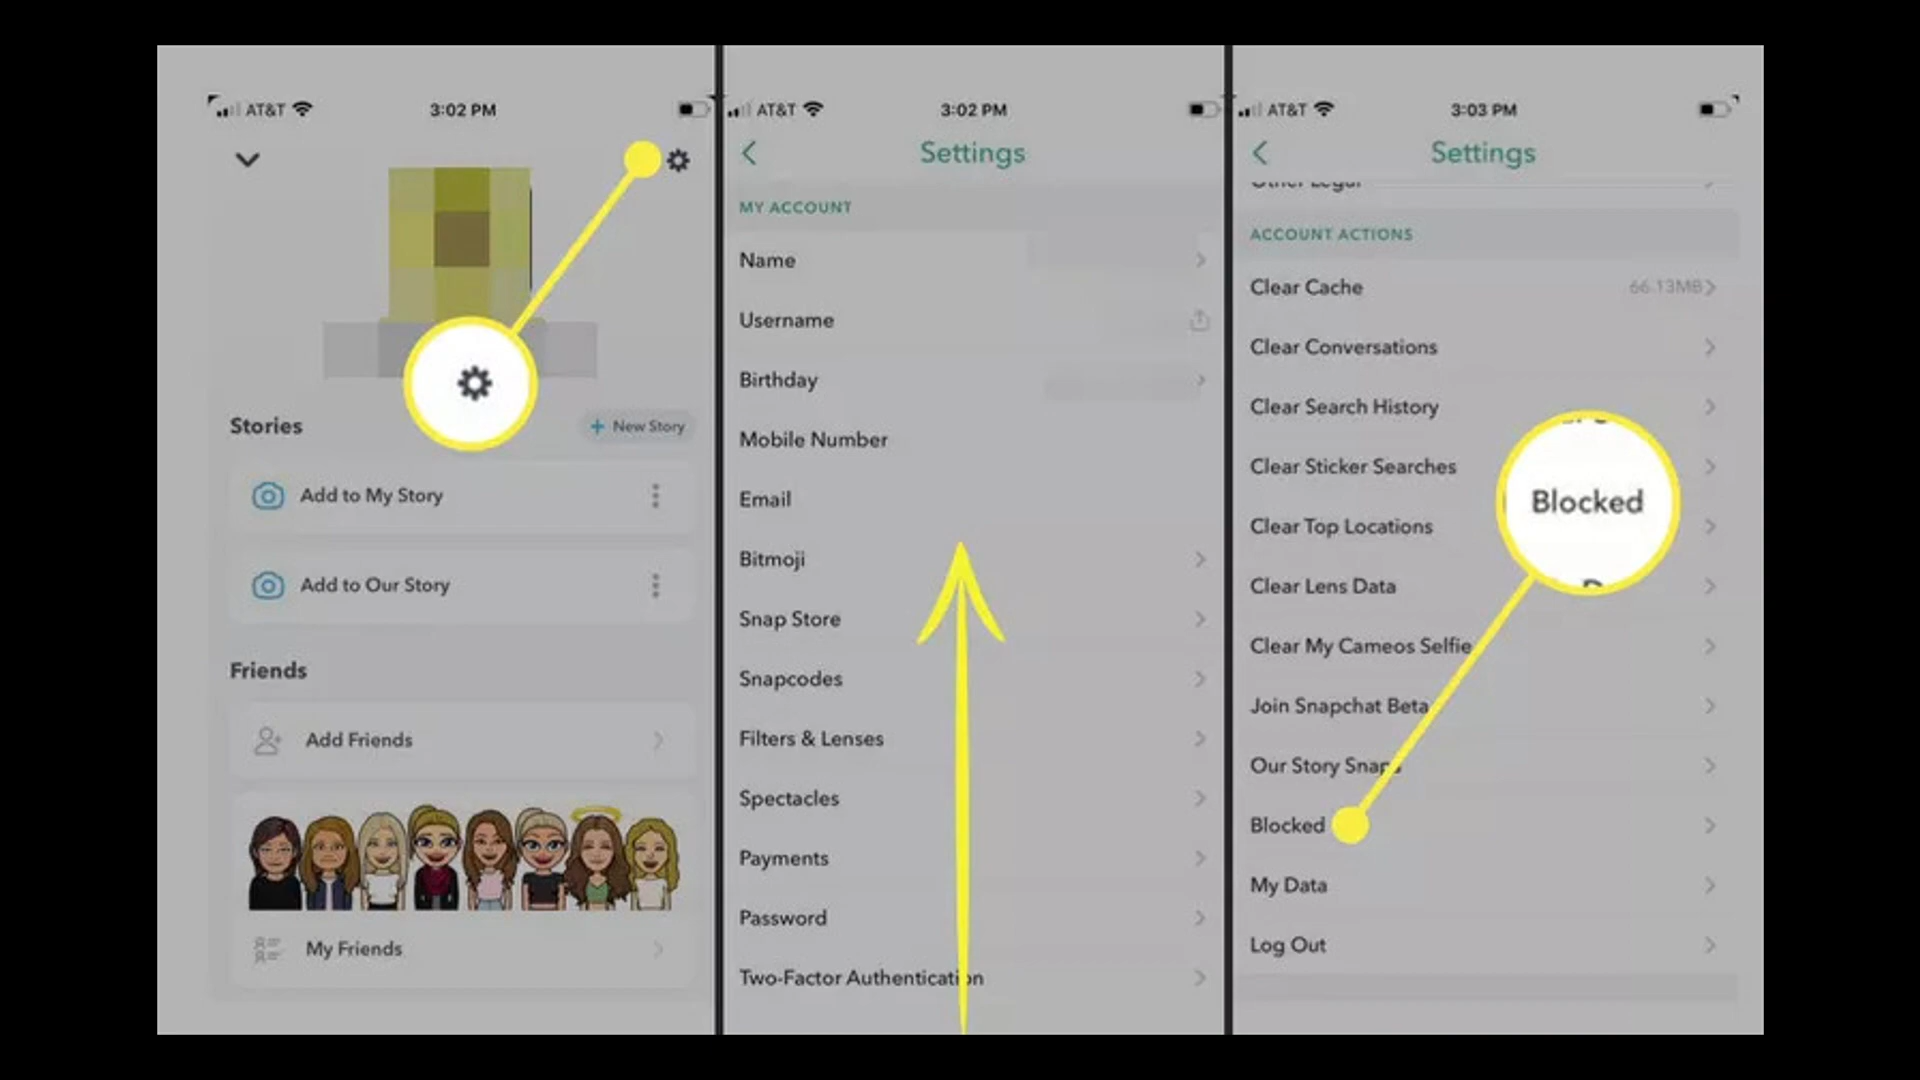 AT&T 3:02 PM
Stories
+ New Story
Add to My Story
Add to Our Story
Friends
Add Friends
My Friends
AT&T 3:02 PM
Settings
MY ACCOUNT
Name
Username
Birthday
Mobile Number
Email
Bitmoji
Snap Store
Snapcodes
Filters & Lenses
Spectacles
Payments
Password
Two-Factor Authentication
AT&T 3:03 PM
Settings
Other Legal
ACCOUNT ACTIONS
Clear Cache 66.13MB
Clear Conversations
Clear Search History
Clear Sticker Searches
Blocked
Clear Top Locations
Clear Lens Data
Clear My Cameos Selfie
Join Snapchat Beta
Our Story Snaps
Blocked
My Data
Log Out